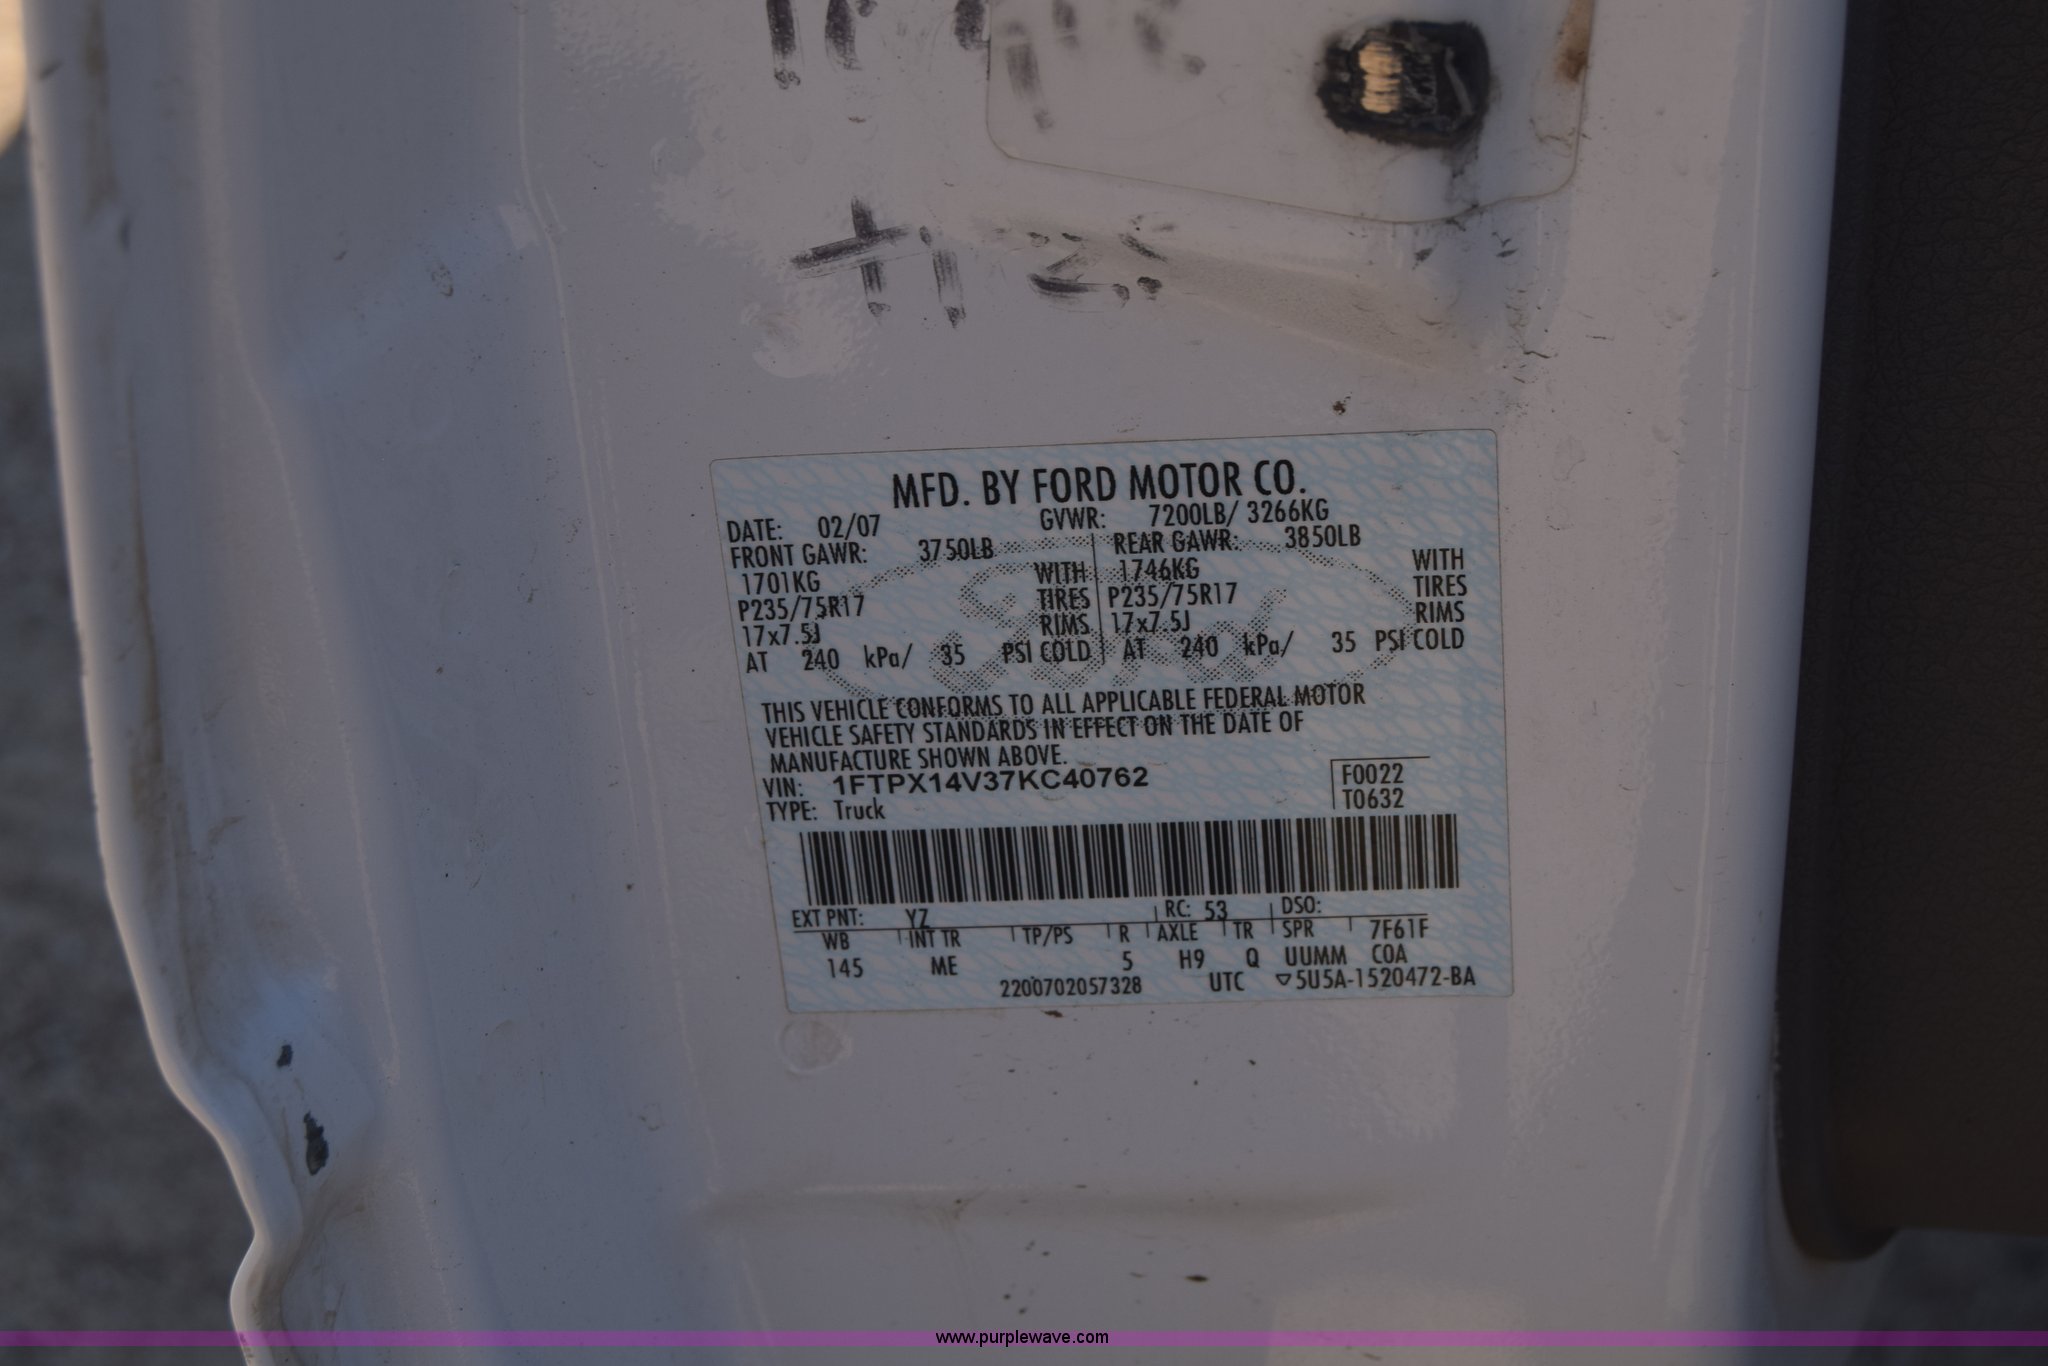 MFD. BY FORD MOTOR CO.
DATE: 02/07 GVWR: 7200LB/ 3266KG
FRONT GAWR: 3750LB REAR GAWR: 3850LB
1701KG WITH 1746KG WITH
P235/75R17 TIRES P235/75R17 TIRES
17x7.5J RIMS 17x7.5J RIMS
AT 240 kPa/ 35 PSI COLD AT 240 kPa/ 35 PSI COLD
THIS VEHICLE CONFORMS TO ALL APPLICABLE FEDERAL MOTOR
VEHICLE SAFETY STANDARDS IN EFFECT ON THE DATE OF
MANUFACTURE SHOWN ABOVE.
VIN: 1FTPX14V37KC40762 F0022
TYPE: Truck T0632
EXT PNT: YZ RC: 53 DSO:
WB INT TR TP/PS R AXLE TR SPR 7F61F
145 ME 5 H9 Q UUMM COA
2200702057328 UTC ▽5U5A-1520472-BA
www.purplewave.com